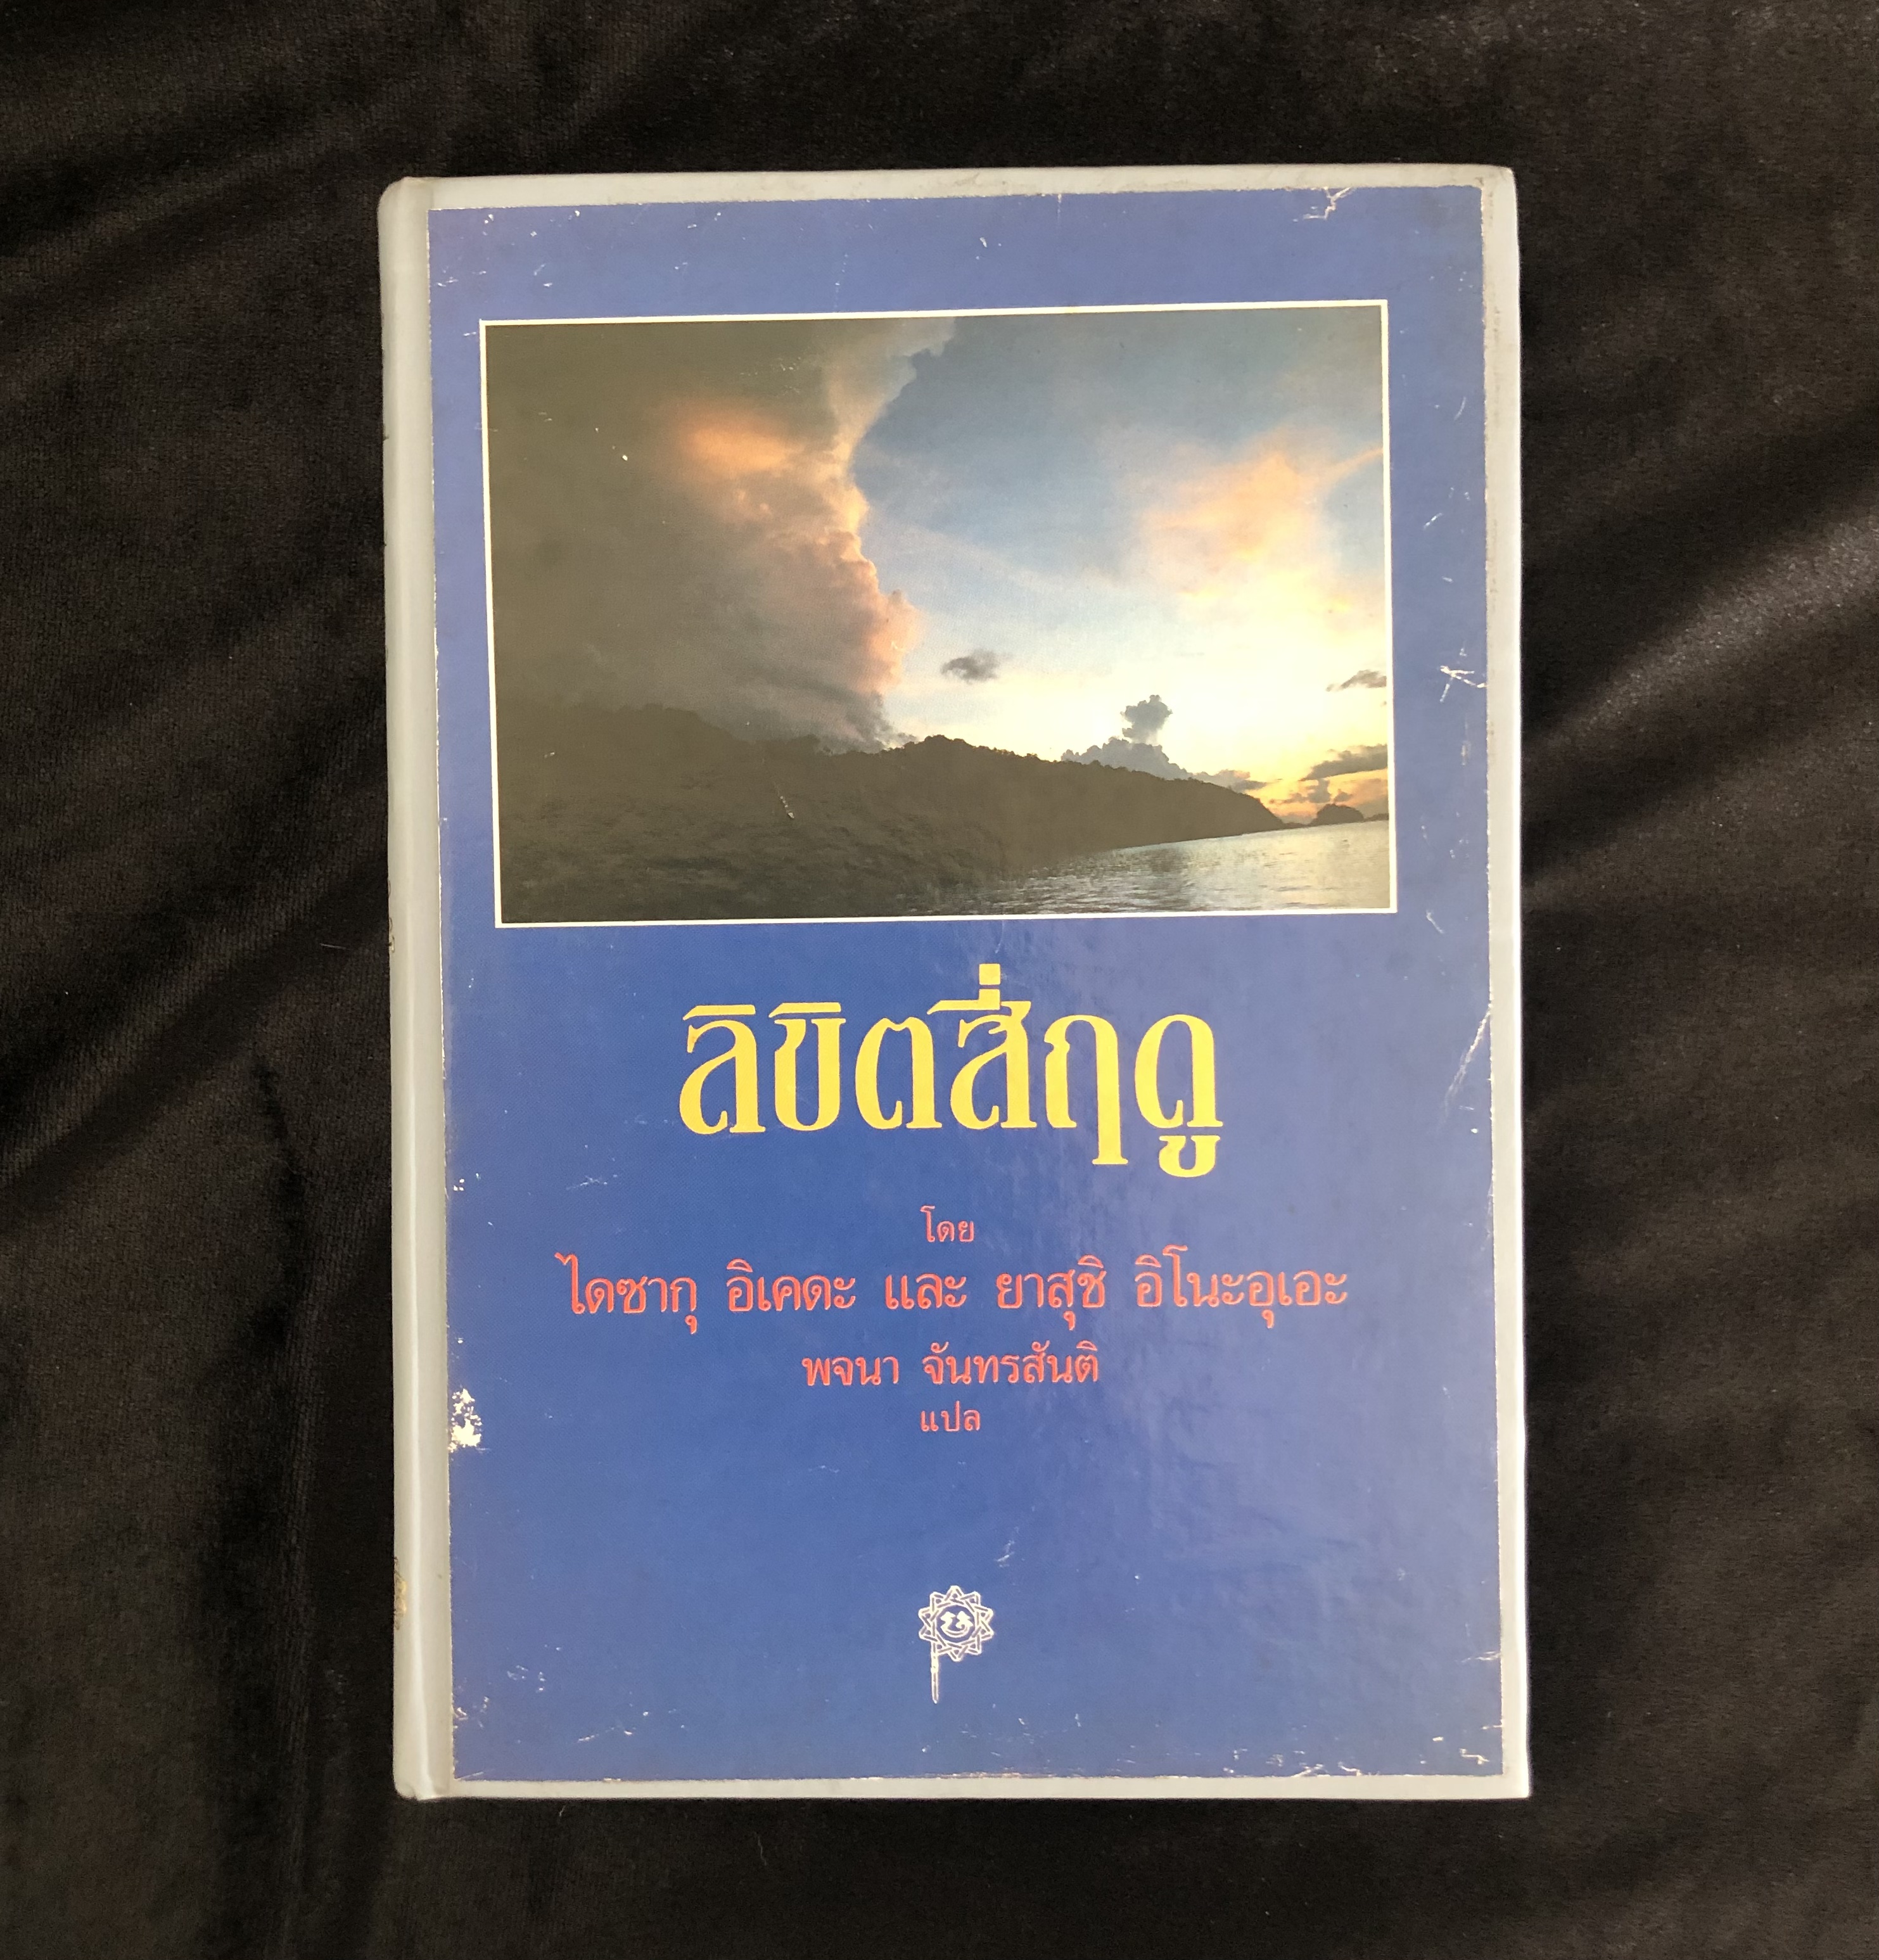 ลิขิตสี่ฤดู
โดย
ไดซากุ อิเคดะ และ ยาสุชิ อิโนะอุเอะ
พจนา จันทรสันติ
แปล